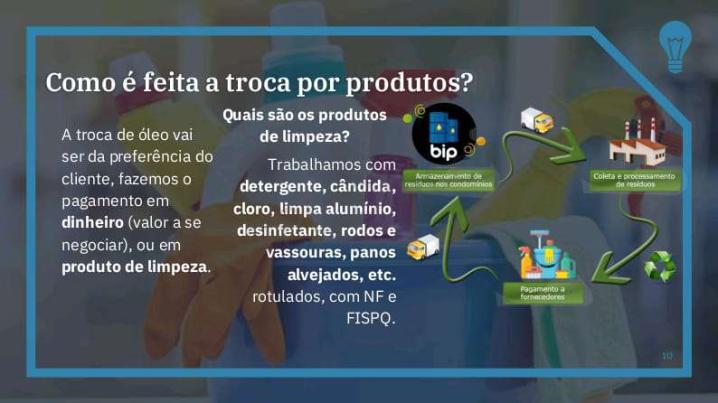 Como é feita a troca por produtos?
A troca de óleo vai
ser da preferência do
cliente, fazemos o
pagamento em
dinheiro (valor a se
negociar), ou em
produto de limpeza.
Quais são os produtos
de limpeza?
Trabalhamos com
detergente, cândida,
cloro, limpa alumínio,
desinfetante, rodos e
vassouras, panos
alvejados, etc.
rotulados, com NF e
FISPQ.
bip
Armazenamento de
resíduos nos condomínios
Coleta e processamento
de resíduos
Pagamento a
fornecedores
10